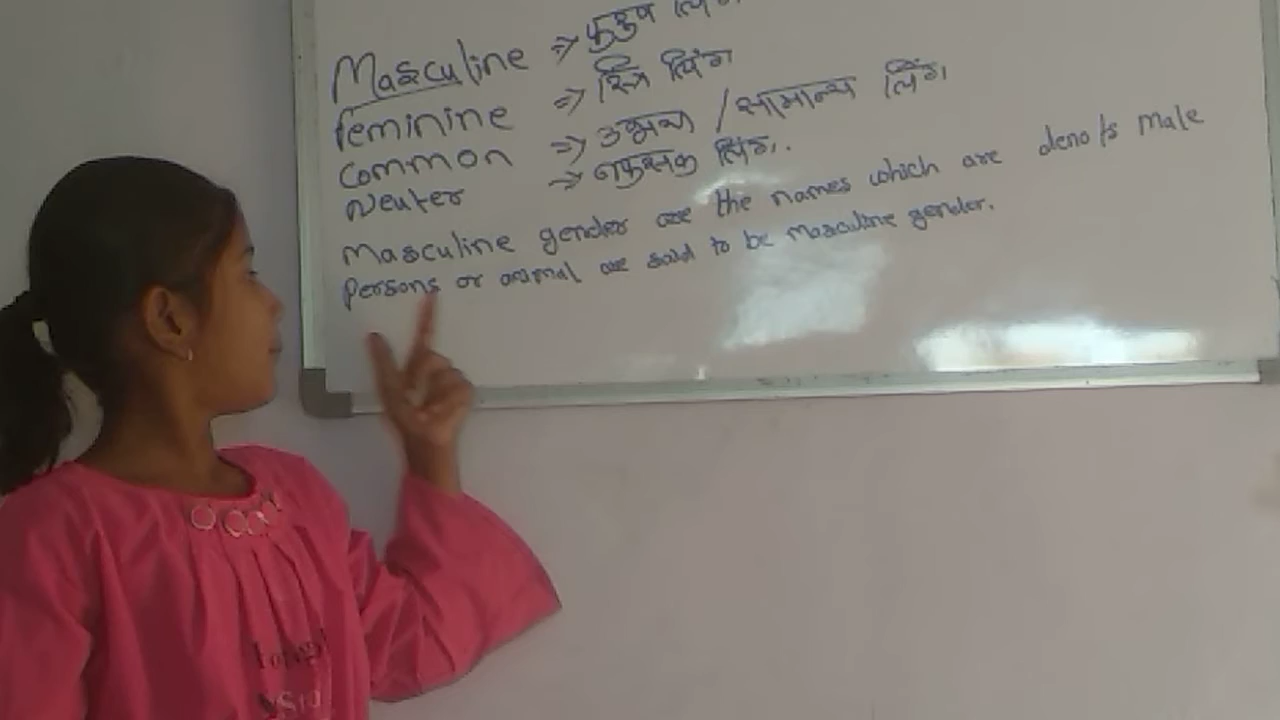 Masculine => पुरुष लिंग
feminine => स्त्रि लिंग
Common => उभय / सामान्य लिंग
Neuter => नपुसक लिंग.
Masculine gender are the names which are denots male
persons or animal are said to be masculine gender.